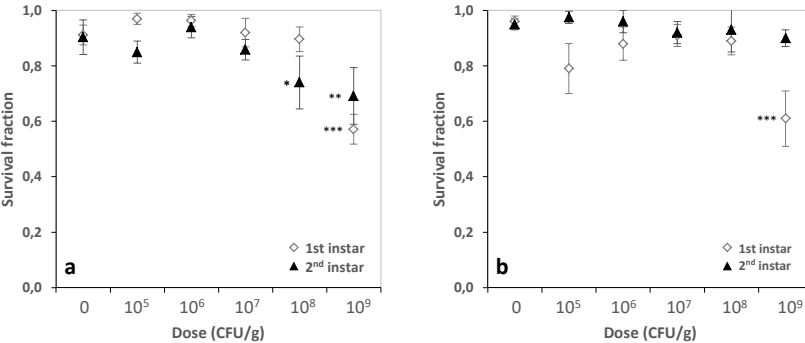 1,0
0,8
0,6
0,4
0,2
0,0
Survival fraction
*
**
***
1st instar
2ⁿᵈ instar
a
0 10⁵ 10⁶ 10⁷ 10⁸ 10⁹
Dose (CFU/g)
1,0
0,8
0,6
0,4
0,2
0,0
Survival fraction
***
1st instar
2ⁿᵈ instar
b
0 10⁵ 10⁶ 10⁷ 10⁸ 10⁹
Dose (CFU/g)